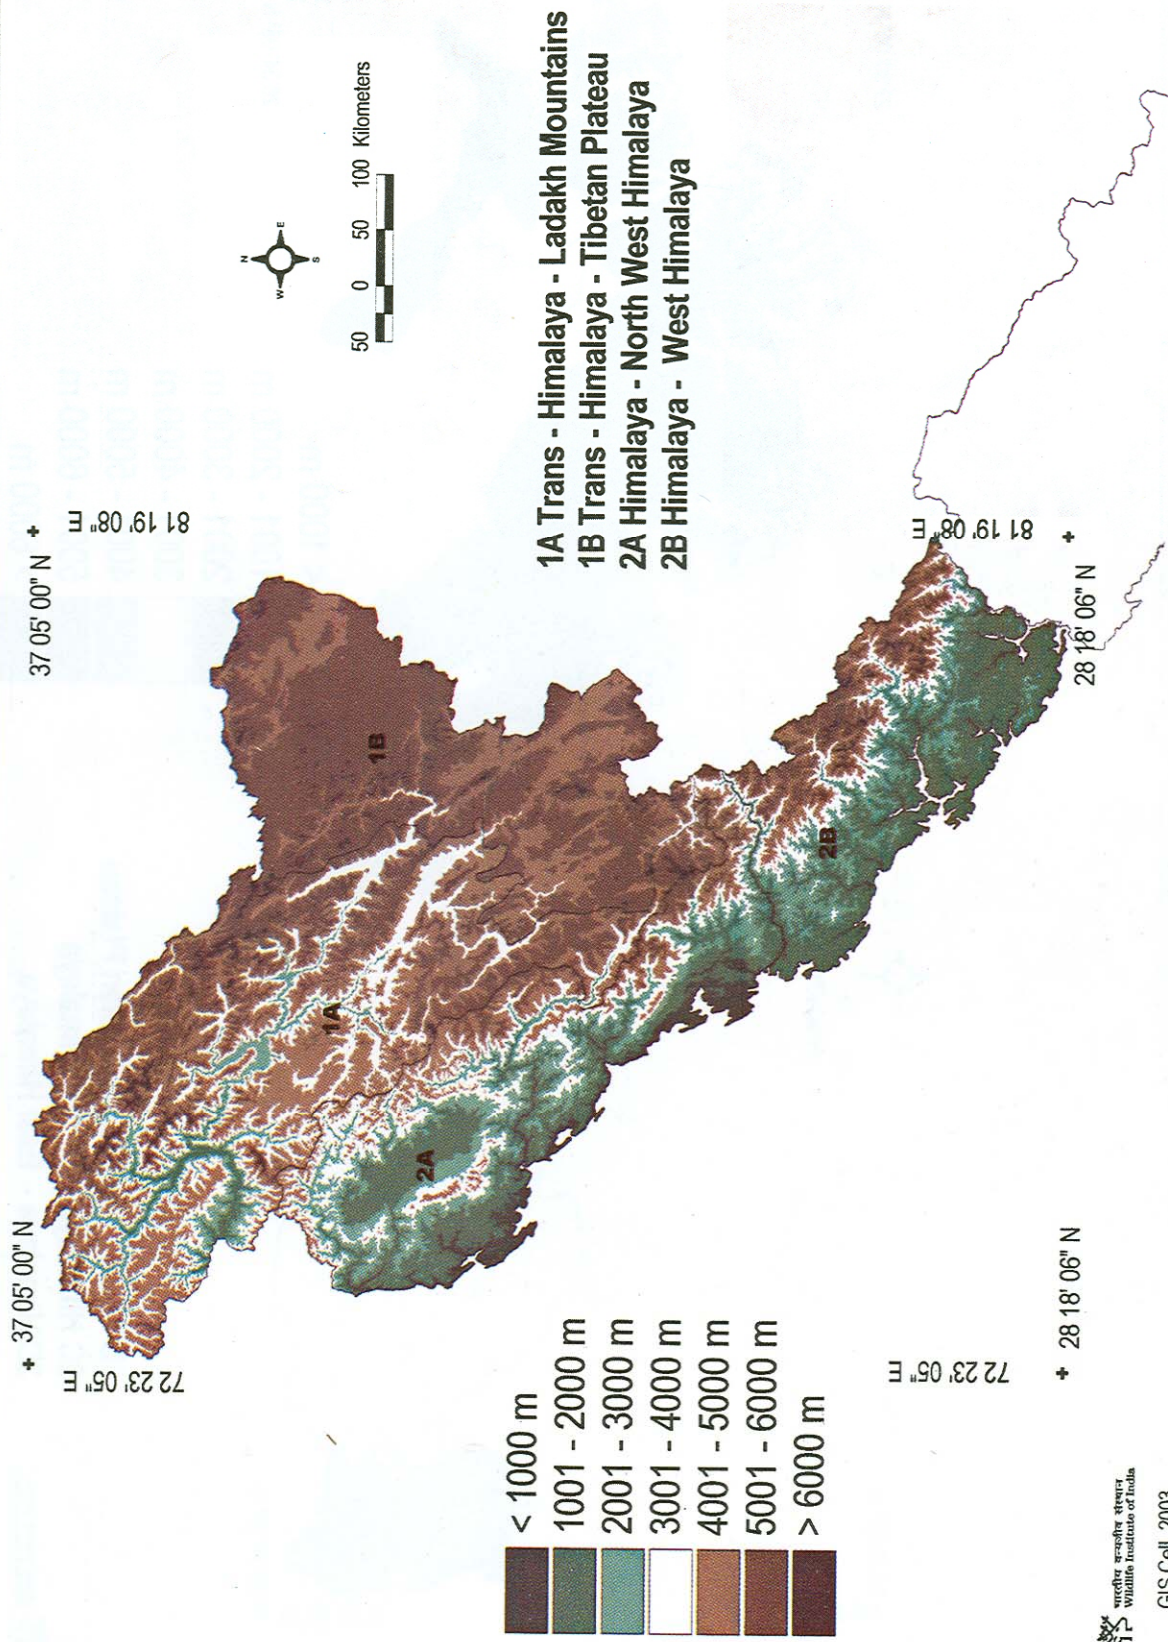 + 37 05' 00" N
37 05' 00" N +
72 23' 05" E
81 19' 08" E
N
W
E
S
50 0 50 100 Kilometers
1A Trans - Himalaya - Ladakh Mountains
1B Trans - Himalaya - Tibetan Plateau
2A Himalaya - North West Himalaya
2B Himalaya - West Himalaya
1A
1B
2A
2B
< 1000 m
1001 - 2000 m
2001 - 3000 m
3001 - 4000 m
4001 - 5000 m
5001 - 6000 m
> 6000 m
72 23' 05" E
81 19' 08" E
+ 28 18' 06" N
28 18' 06" N +
भारतीय वन्यजीव संस्थान
Wildlife Institute of India
GIS Cell, 2003